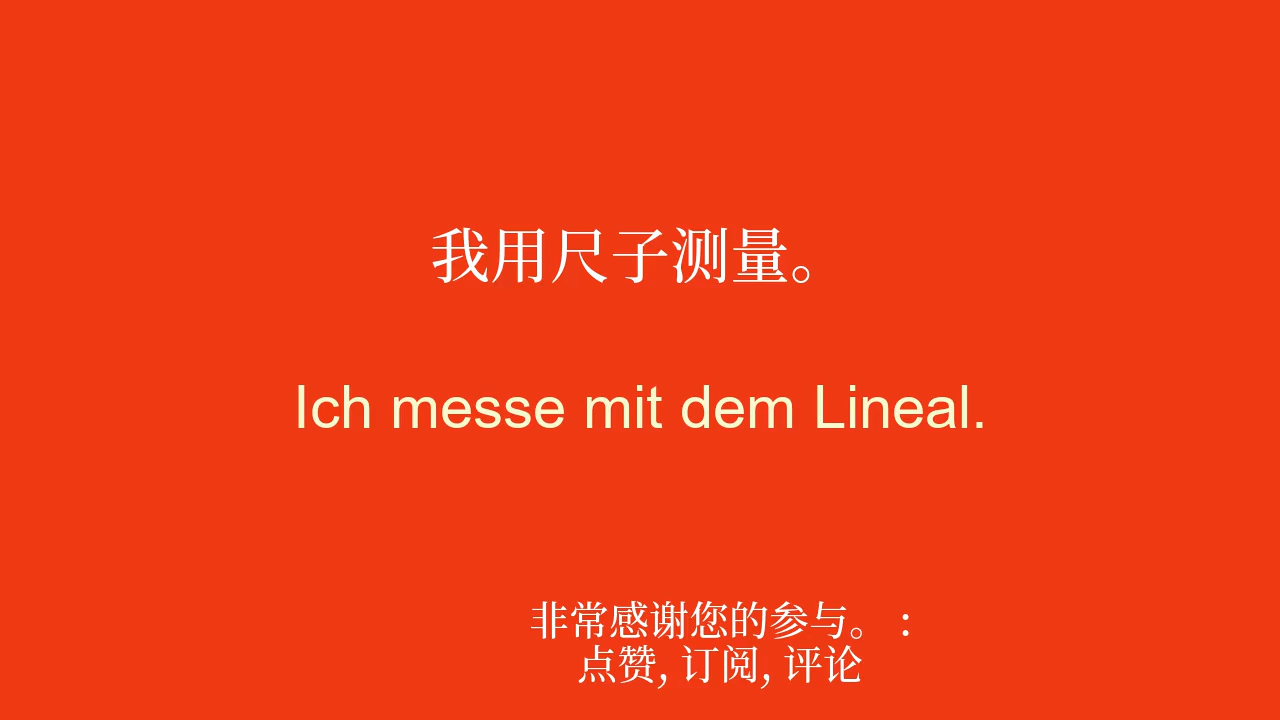 我用尺子测量。
Ich messe mit dem Lineal.
非常感谢您的参与。 :
点赞, 订阅, 评论